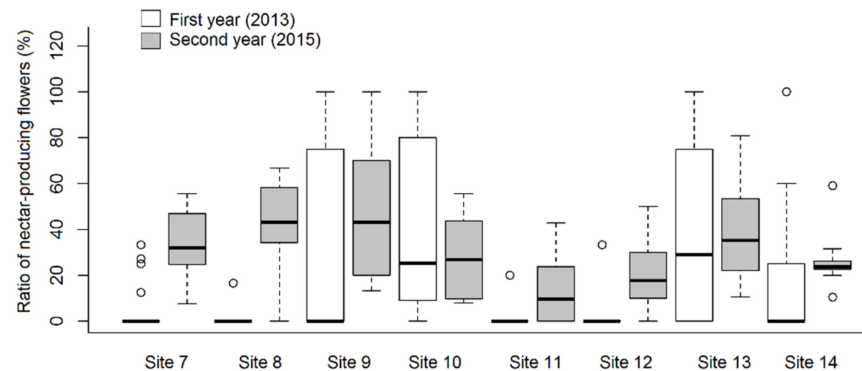 First year (2013)
Second year (2015)
Ratio of nectar-producing flowers (%)
120
100
80
60
40
20
0
Site 7 Site 8 Site 9 Site 10 Site 11 Site 12 Site 13 Site 14